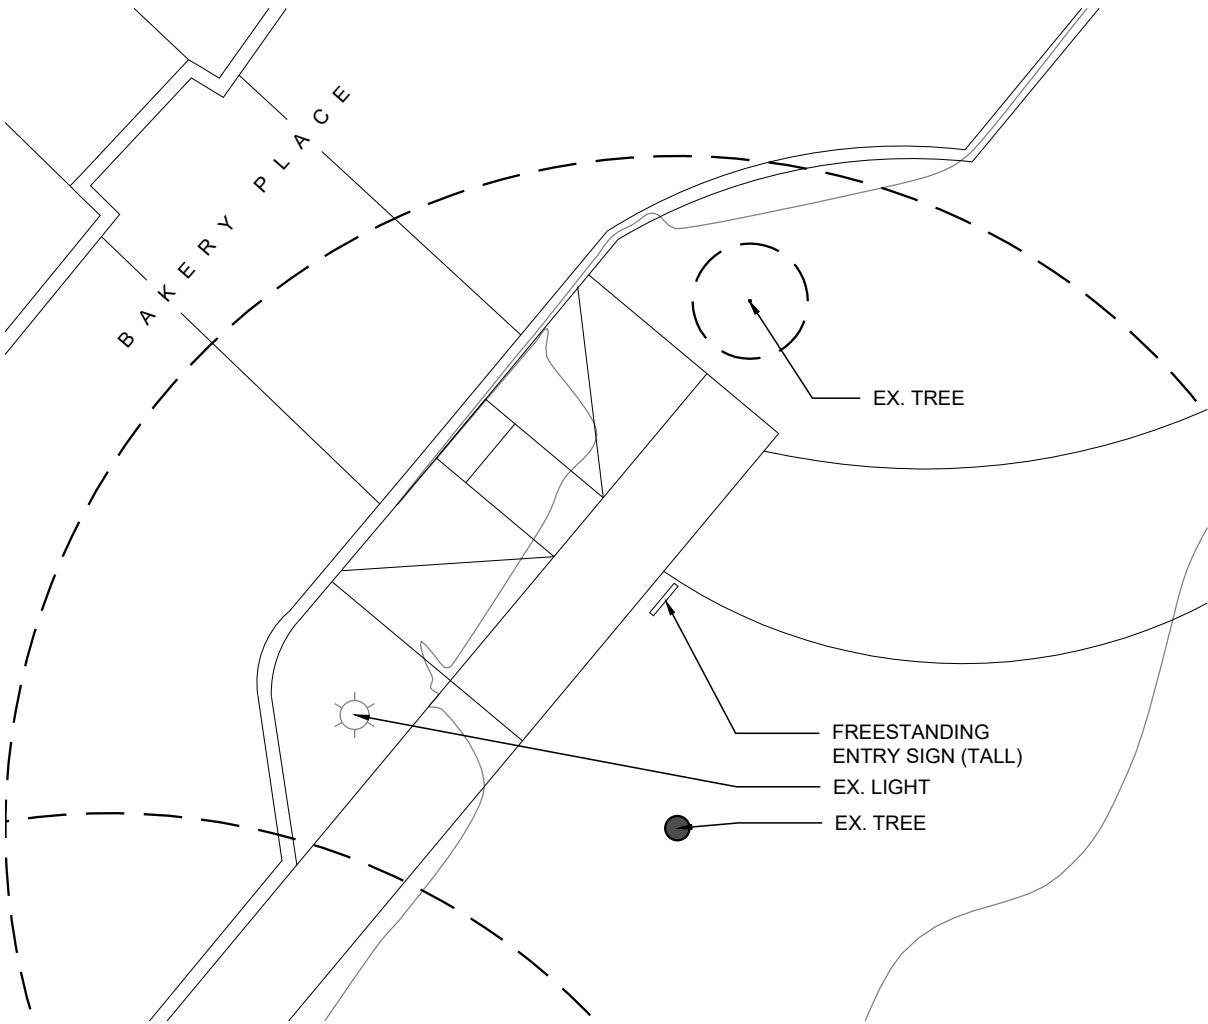 BAKERY PLACE
EX. TREE
FREESTANDING
ENTRY SIGN (TALL)
EX. LIGHT
EX. TREE